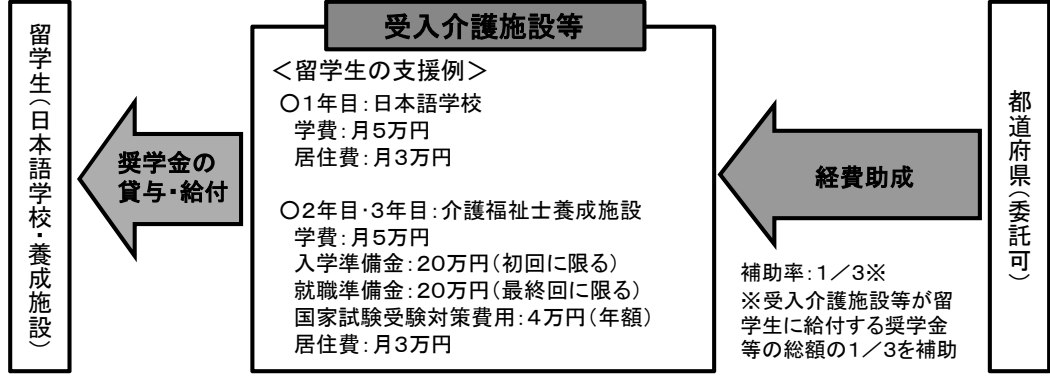 留学生（日本語学校・養成施設）
奨学金の
貸与・給付
受入介護施設等
＜留学生の支援例＞
○１年目：日本語学校
学費：月５万円
居住費：月３万円
○２年目・３年目：介護福祉士養成施設
学費：月５万円
入学準備金：２０万円（初回に限る）
就職準備金：２０万円（最終回に限る）
国家試験受験対策費用：４万円（年額）
居住費：月３万円
経費助成
補助率：１／３※
※受入介護施設等が留
学生に給付する奨学金
等の総額の１／３を補助
都道府県（委託可）